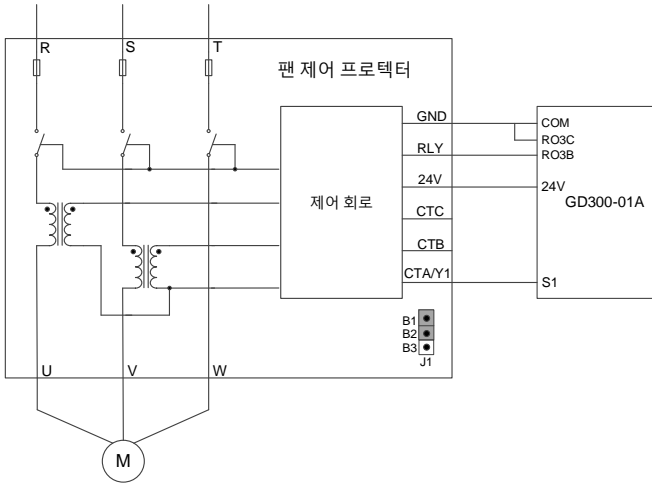 R S T
팬 제어 프로텍터
제어 회로
GND
RLY
24V
CTC
CTB
CTA/Y1
COM
RO3C
RO3B
24V
GD300-01A
S1
B1
B2
B3
J1
U V W
M